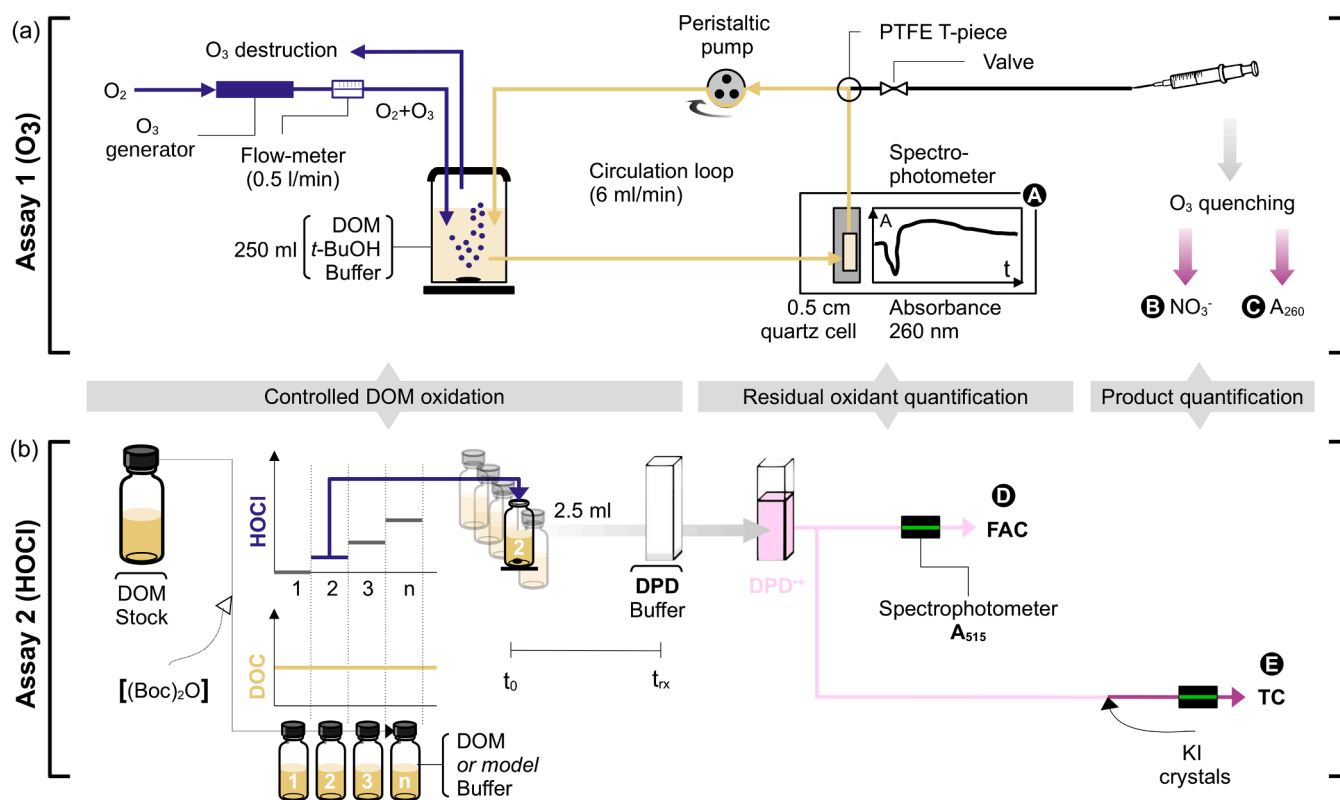 (a)
Assay 1 (O₃)
O₃ destruction
O₂
O₃
generator
Flow-meter
(0.5 l/min)
O₂+O₃
250 ml
DOM
t-BuOH
Buffer
Peristaltic
pump
Circulation loop
(6 ml/min)
PTFE T-piece
Valve
Spectro-
photometer
A
A
t
0.5 cm
quartz cell
Absorbance
260 nm
O₃ quenching
B NO₃⁻
C A₂₆₀
Controlled DOM oxidation
Residual oxidant quantification
Product quantification
(b)
Assay 2 (HOCl)
DOM
Stock
[(Boc)₂O]
HOCl
1 2 3 n
DOC
1 2 3 n
DOM
or model
Buffer
2
2.5 ml
DPD
Buffer
t₀
tᵣₓ
DPD•+
D
FAC
Spectrophotometer
A₅₁₅
E
TC
KI
crystals